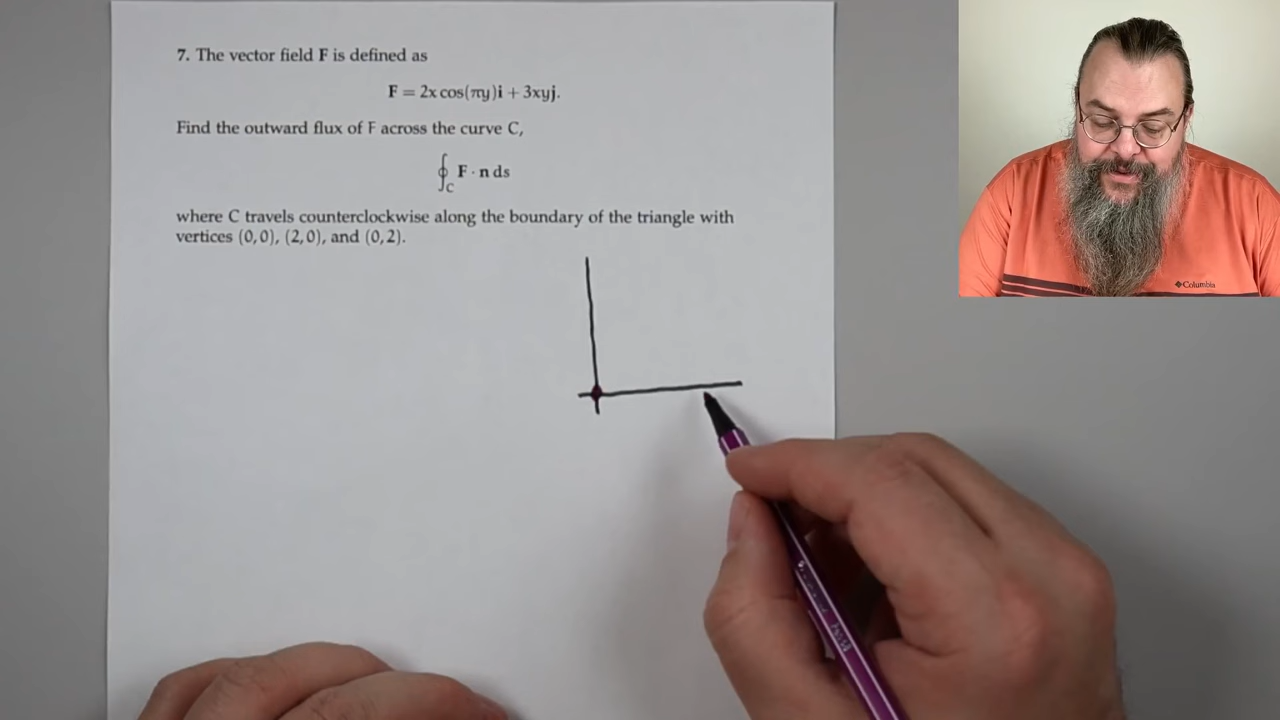 7. The vector field F is defined as
F = 2x cos(πy)i + 3xyj.
Find the outward flux of F across the curve C,
∮_C F · n ds
where C travels counterclockwise along the boundary of the triangle with
vertices (0,0), (2,0), and (0,2).
Columbia